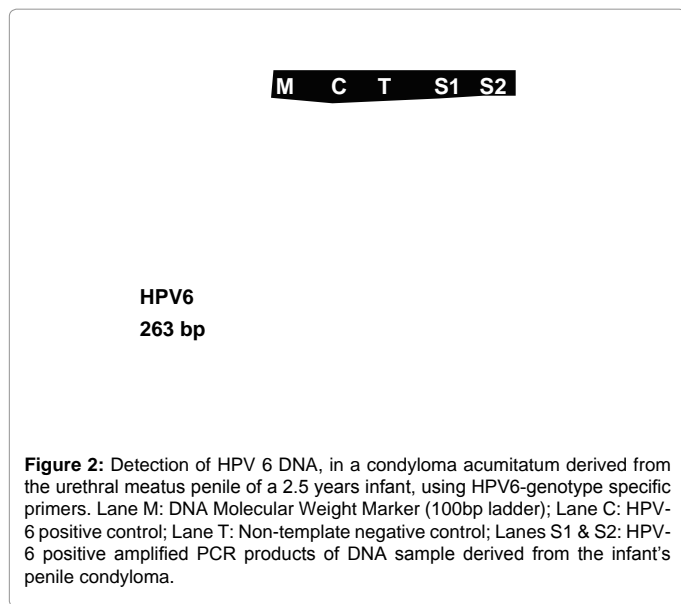 M C T S1 S2
HPV6
263 bp
Figure 2: Detection of HPV 6 DNA, in a condyloma acumitatum derived from
the urethral meatus penile of a 2.5 years infant, using HPV6-genotype specific
primers. Lane M: DNA Molecular Weight Marker (100bp ladder); Lane C: HPV-
6 positive control; Lane T: Non-template negative control; Lanes S1 & S2: HPV-
6 positive amplified PCR products of DNA sample derived from the infant's
penile condyloma.